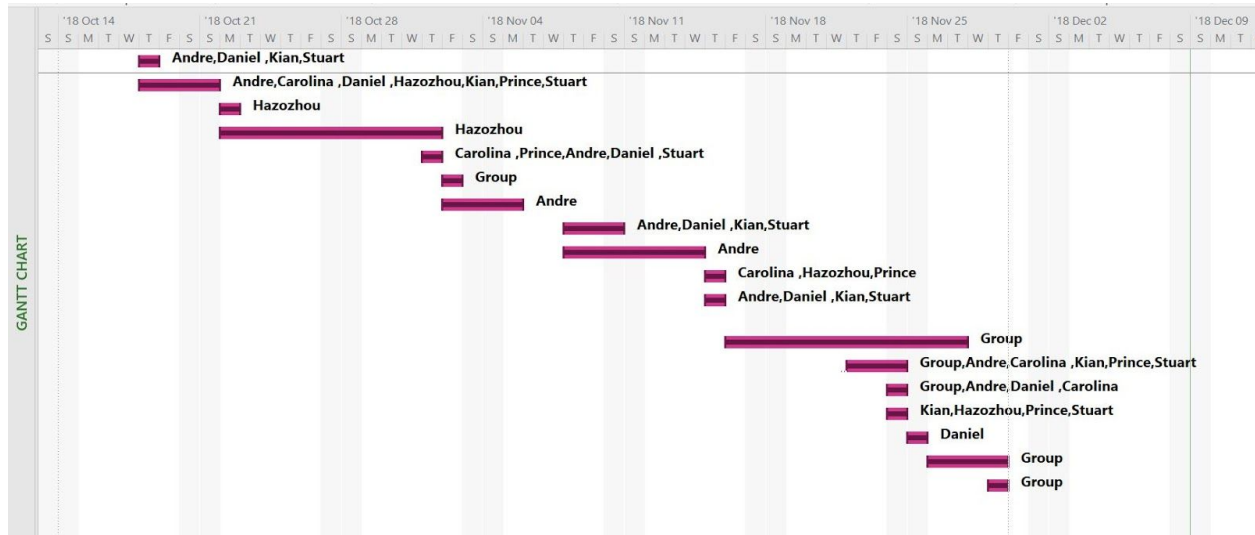 '18 Oct 14 '18 Oct 21 '18 Oct 28 '18 Nov 04 '18 Nov 11 '18 Nov 18 '18 Nov 25 '18 Dec 02 '18 Dec 09
S S M T W T F S S M T W T F S S M T W T F S S M T W T F S S M T W T F S S M T W T F S S M T W T F S S M T W T F S S M T
Andre,Daniel ,Kian,Stuart
Andre,Carolina ,Daniel ,Hazozhou,Kian,Prince,Stuart
Hazozhou
Hazozhou
Carolina ,Prince,Andre,Daniel ,Stuart
Group
Andre
Andre,Daniel ,Kian,Stuart
Andre
Carolina ,Hazozhou,Prince
Andre,Daniel ,Kian,Stuart
Group
Group,Andre,Carolina ,Kian,Prince,Stuart
Group,Andre,Daniel ,Carolina
Kian,Hazozhou,Prince,Stuart
Daniel
Group
Group
GANTT CHART